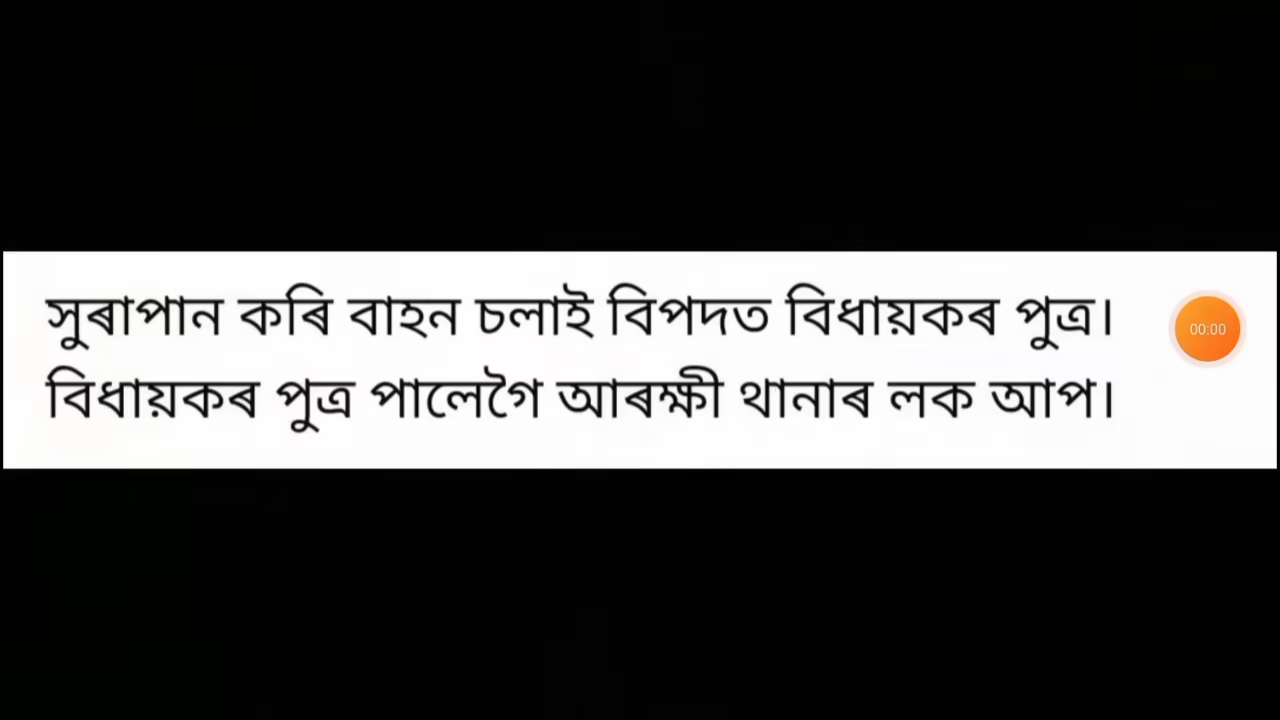 সুৰাপান কৰি বাহন চলাই বিপদত বিধায়কৰ পুত্ৰ।
00:00
বিধায়কৰ পুত্ৰ পালেগৈ আৰক্ষী থানাৰ লক আপ।